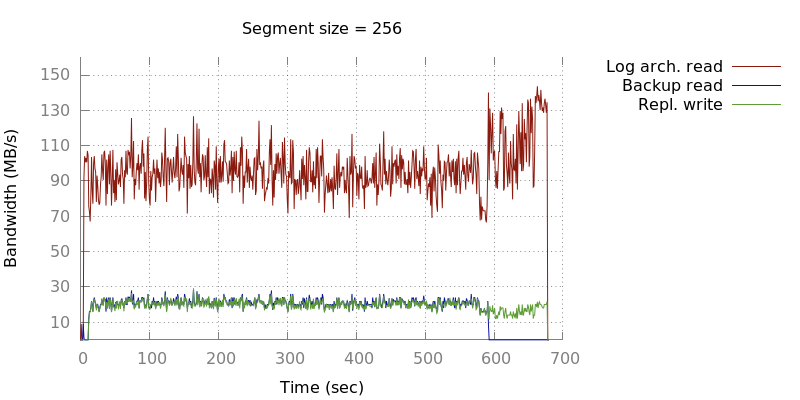 Segment size = 256
Log arch. read
Backup read
Repl. write
Bandwidth (MB/s)
150
130
110
90
70
50
30
10
0 100 200 300 400 500 600 700
Time (sec)